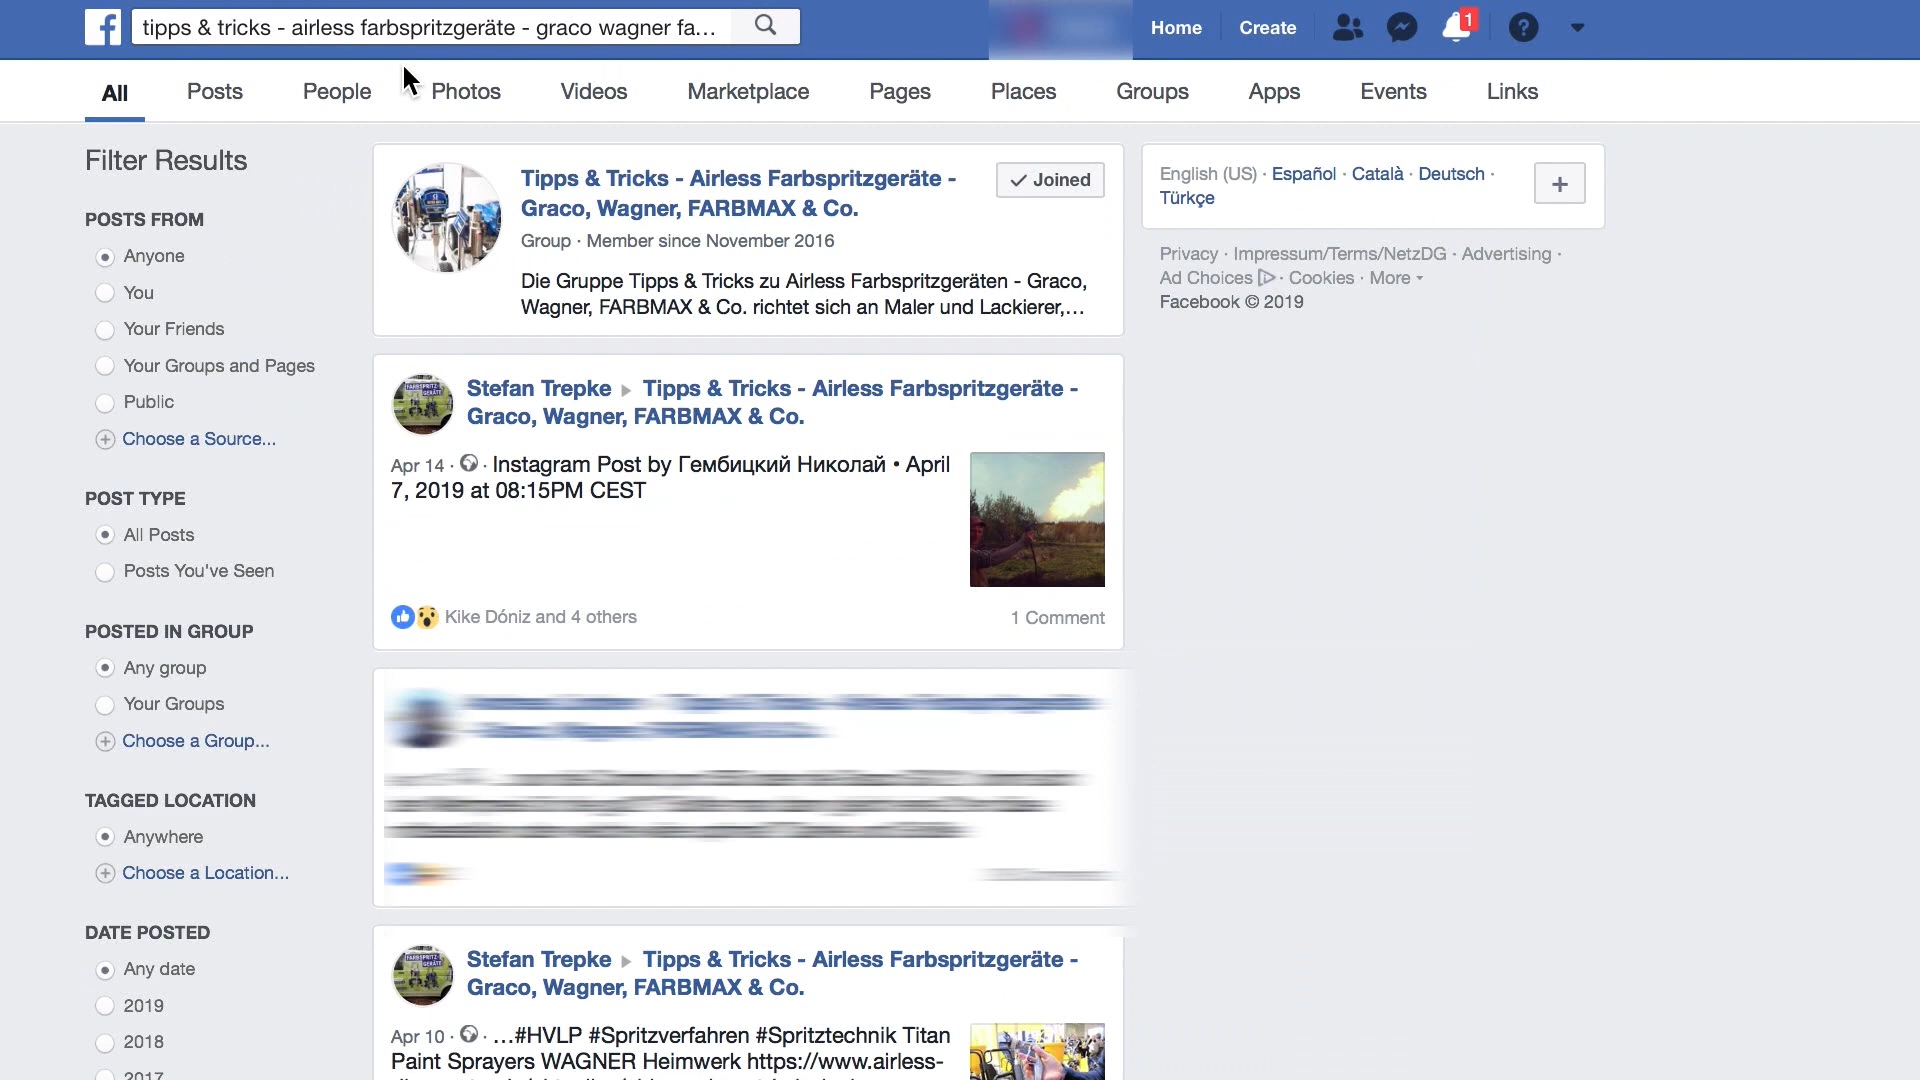 tipps & tricks - airless farbspritzgeräte - graco wagner fa...
Home
Create
1
All
Posts
People
Photos
Videos
Marketplace
Pages
Places
Groups
Apps
Events
Links
Filter Results
POSTS FROM
Anyone
You
Your Friends
Your Groups and Pages
Public
Choose a Source...
POST TYPE
All Posts
Posts You've Seen
POSTED IN GROUP
Any group
Your Groups
Choose a Group...
TAGGED LOCATION
Anywhere
Choose a Location...
DATE POSTED
Any date
2019
2018
2017
Tipps & Tricks - Airless Farbspritzgeräte -
Graco, Wagner, FARBMAX & Co.
Joined
Group · Member since November 2016
Die Gruppe Tipps & Tricks zu Airless Farbspritzgeräten - Graco,
Wagner, FARBMAX & Co. richtet sich an Maler und Lackierer,...
Stefan Trepke ▸ Tipps & Tricks - Airless Farbspritzgeräte -
Graco, Wagner, FARBMAX & Co.
Apr 14 · · Instagram Post by Гембицкий Николай • April
7, 2019 at 08:15PM CEST
Kike Dóniz and 4 others
1 Comment
Stefan Trepke ▸ Tipps & Tricks - Airless Farbspritzgeräte -
Graco, Wagner, FARBMAX & Co.
Apr 10 · · ...#HVLP #Spritzverfahren #Spritztechnik Titan
Paint Sprayers WAGNER Heimwerk https://www.airless-
English (US) · Español · Català · Deutsch ·
Türkçe
Privacy · Impressum/Terms/NetzDG · Advertising ·
Ad Choices · Cookies · More
Facebook © 2019